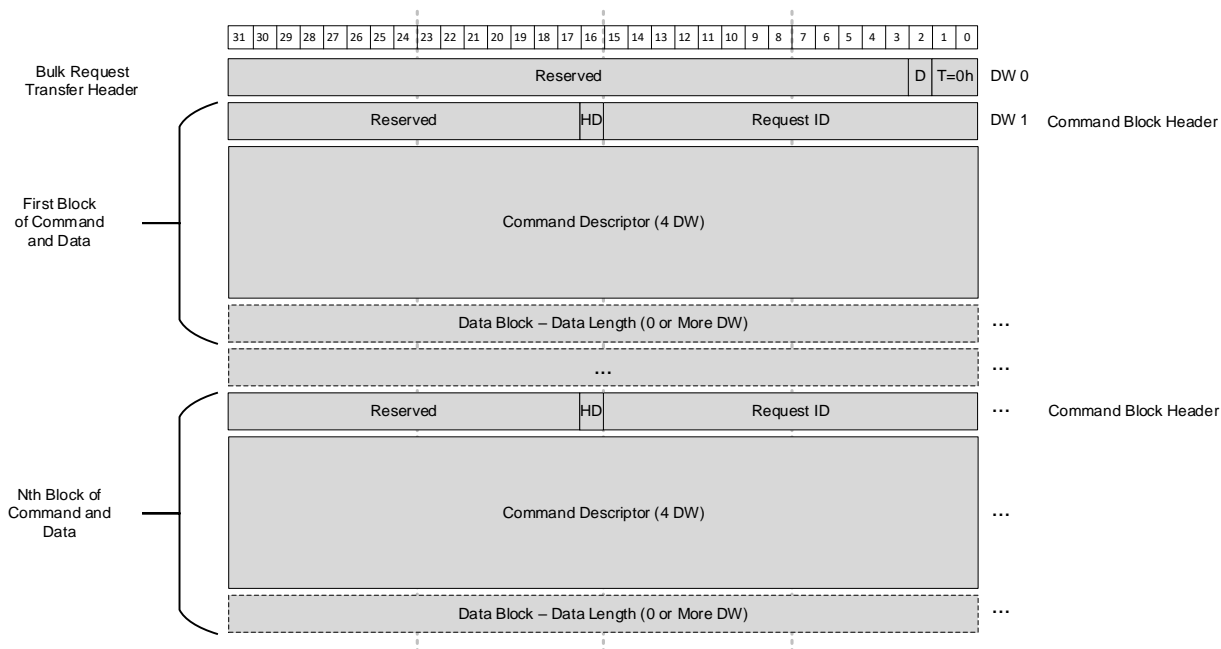 31 30 29 28 27 26 25 24 23 22 21 20 19 18 17 16 15 14 13 12 11 10 9 8 7 6 5 4 3 2 1 0
Bulk Request
Transfer Header
Reserved D T=0h DW 0
Reserved HD Request ID DW 1 Command Block Header
First Block
of Command
and Data
Command Descriptor (4 DW)
Data Block – Data Length (0 or More DW) ...
... ...
Reserved HD Request ID ... Command Block Header
Nth Block of
Command and
Data
Command Descriptor (4 DW) ...
Data Block – Data Length (0 or More DW) ...